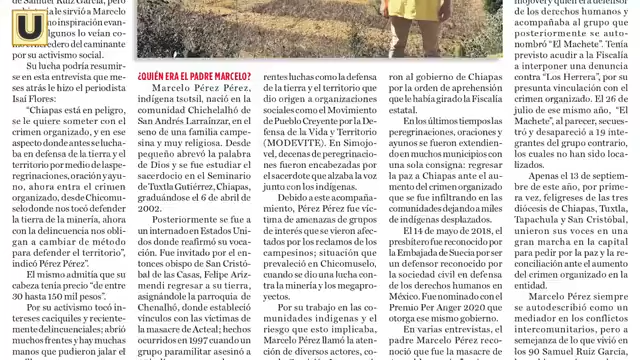 de Samuel Ruiz García, pero
U
¿QUIÉN ERA EL PADRE MARCELO?
sería le sirvió a Marcelo
inspiración evan
algunos lo veían co
mo heredero del caminante
por su activismo social.
Su lucha podría resumir-
se en esta entrevista que me-
ses atrás le hizo el periodista
Isaí Flores:
"Chiapas está en peligro,
se le quiere someter con el
crimen organizado, y en ese
aspecto donde antes se lucha-
ba en defensa de la tierra y el
territorio por medio de las pe-
regrinaciones, oración y ayu-
no, ahora entra el crimen
organizado, desde Chicomu-
selo donde nos tocó defender
la tierra de la minería, ahora
con la delincuencia nos obli-
gan a cambiar de método
para defender el territorio",
indicó Pérez Pérez".
El mismo admitía que su
cabeza tenía precio "de entre
30 hasta 150 mil pesos".
Por su activismo tocó in-
tereses caciquiles y reciente-
mente delincuenciales; abrió
muchos frentes y hay muchas
manos que pudieron jalar el
Marcelo Pérez Pérez,
indígena tsotsil, nació en la
comunidad Chichelalhó de
San Andrés Larraínzar, en el
seno de una familia campe-
sina y muy religiosa. Desde
pequeño abrevó la palabra
de Dios y se fue estudiar el
sacerdocio en el Seminario
de Tuxtla Gutiérrez, Chiapas,
graduándose el 6 de abril de
2002.
Posteriormente se fue a
un internado en Estados Uni-
dos donde reafirmó su voca-
ción. Fue invitado por el en-
tonces obispo de San Cristó-
bal de las Casas, Felipe Ariz-
mendi regresar a su tierra,
asignándole la parroquia de
Chenalhó, donde estableció
vínculos con las víctimas de
la masacre de Acteal; hechos
ocurridos en 1997 cuando un
grupo paramilitar asesinó a
rentes luchas como la defensa
de la tierra y el territorio que
dio origen a organizaciones
sociales como el Movimiento
de Pueblo Creyente por la De-
fensa de la Vida y Territorio
(MODEVITE). En Simojo-
vel, decenas de peregrinacio-
nes fueron encabezadas por
el sacerdote que alzaba la voz
junto con los indígenas.
Debido a este acompaña-
miento, Pérez Pérez fue víc-
tima de amenazas de grupos
de interés que se vieron afec-
tados por los reclamos de los
campesinos; situación que
prevaleció en Chicomuselo,
cuando se dio una lucha con-
tra la minería y los megapro-
yectos.
Por su trabajo en las co-
munidades indígenas y el
riesgo que esto implicaba,
Marcelo Pérez llamó la aten-
ción de diversos actores, co-
ron al gobierno de Chiapas
por la orden de aprehensión
que le había girado la Fiscalía
estatal.
En los últimos tiempos las
peregrinaciones, oraciones y
ayunos se fueron extendien-
do en muchos municipios con
una sola consigna: regresar
la paz a Chiapas ante el au-
mento del crimen organizado
que se fue infiltrando en las
comunidades dejando a miles
de indígenas desplazados.
El 14 de mayo de 2018, el
presbítero fue reconocido por
la Embajada de Suecia por ser
un defensor reconocido por
la sociedad civil en defensa
de los derechos humanos en
México. Fue nominado con el
Premio Per Anger 2020 que
otorga ese mismo gobierno.
En varias entrevistas, el
padre Marcelo Pérez reco-
noció que fue la masacre de
de los derechos humanos y
acompañaba al grupo que
posteriormente se auto-
nombró "El Machete". Tenía
previsto acudir a la Fiscalía
a interponer una denuncia
contra "Los Herrera", por su
presunta vinculación con el
crimen organizado. El 26 de
julio de ese mismo año, "El
Machete", al parecer, secues-
tró y desapareció a 19 inte-
grantes del grupo contrario,
los cuales no han sido loca-
lizados.
Apenas el 13 de septiem-
bre de este año, por prime-
ra vez, feligreses de las tres
diócesis de Chiapas, Tuxtla,
Tapachula y San Cristóbal,
unieron sus voces en una
gran marcha en la capital
para pedir por la paz y la re-
conciliación ante el aumento
del crimen organizado en la
entidad.
Marcelo Pérez siempre
se autodescribió como un
mediador en los conflictos
intercomunitarios, pero a
semejanza de lo que vivió en
los 90 Samuel Ruiz García,